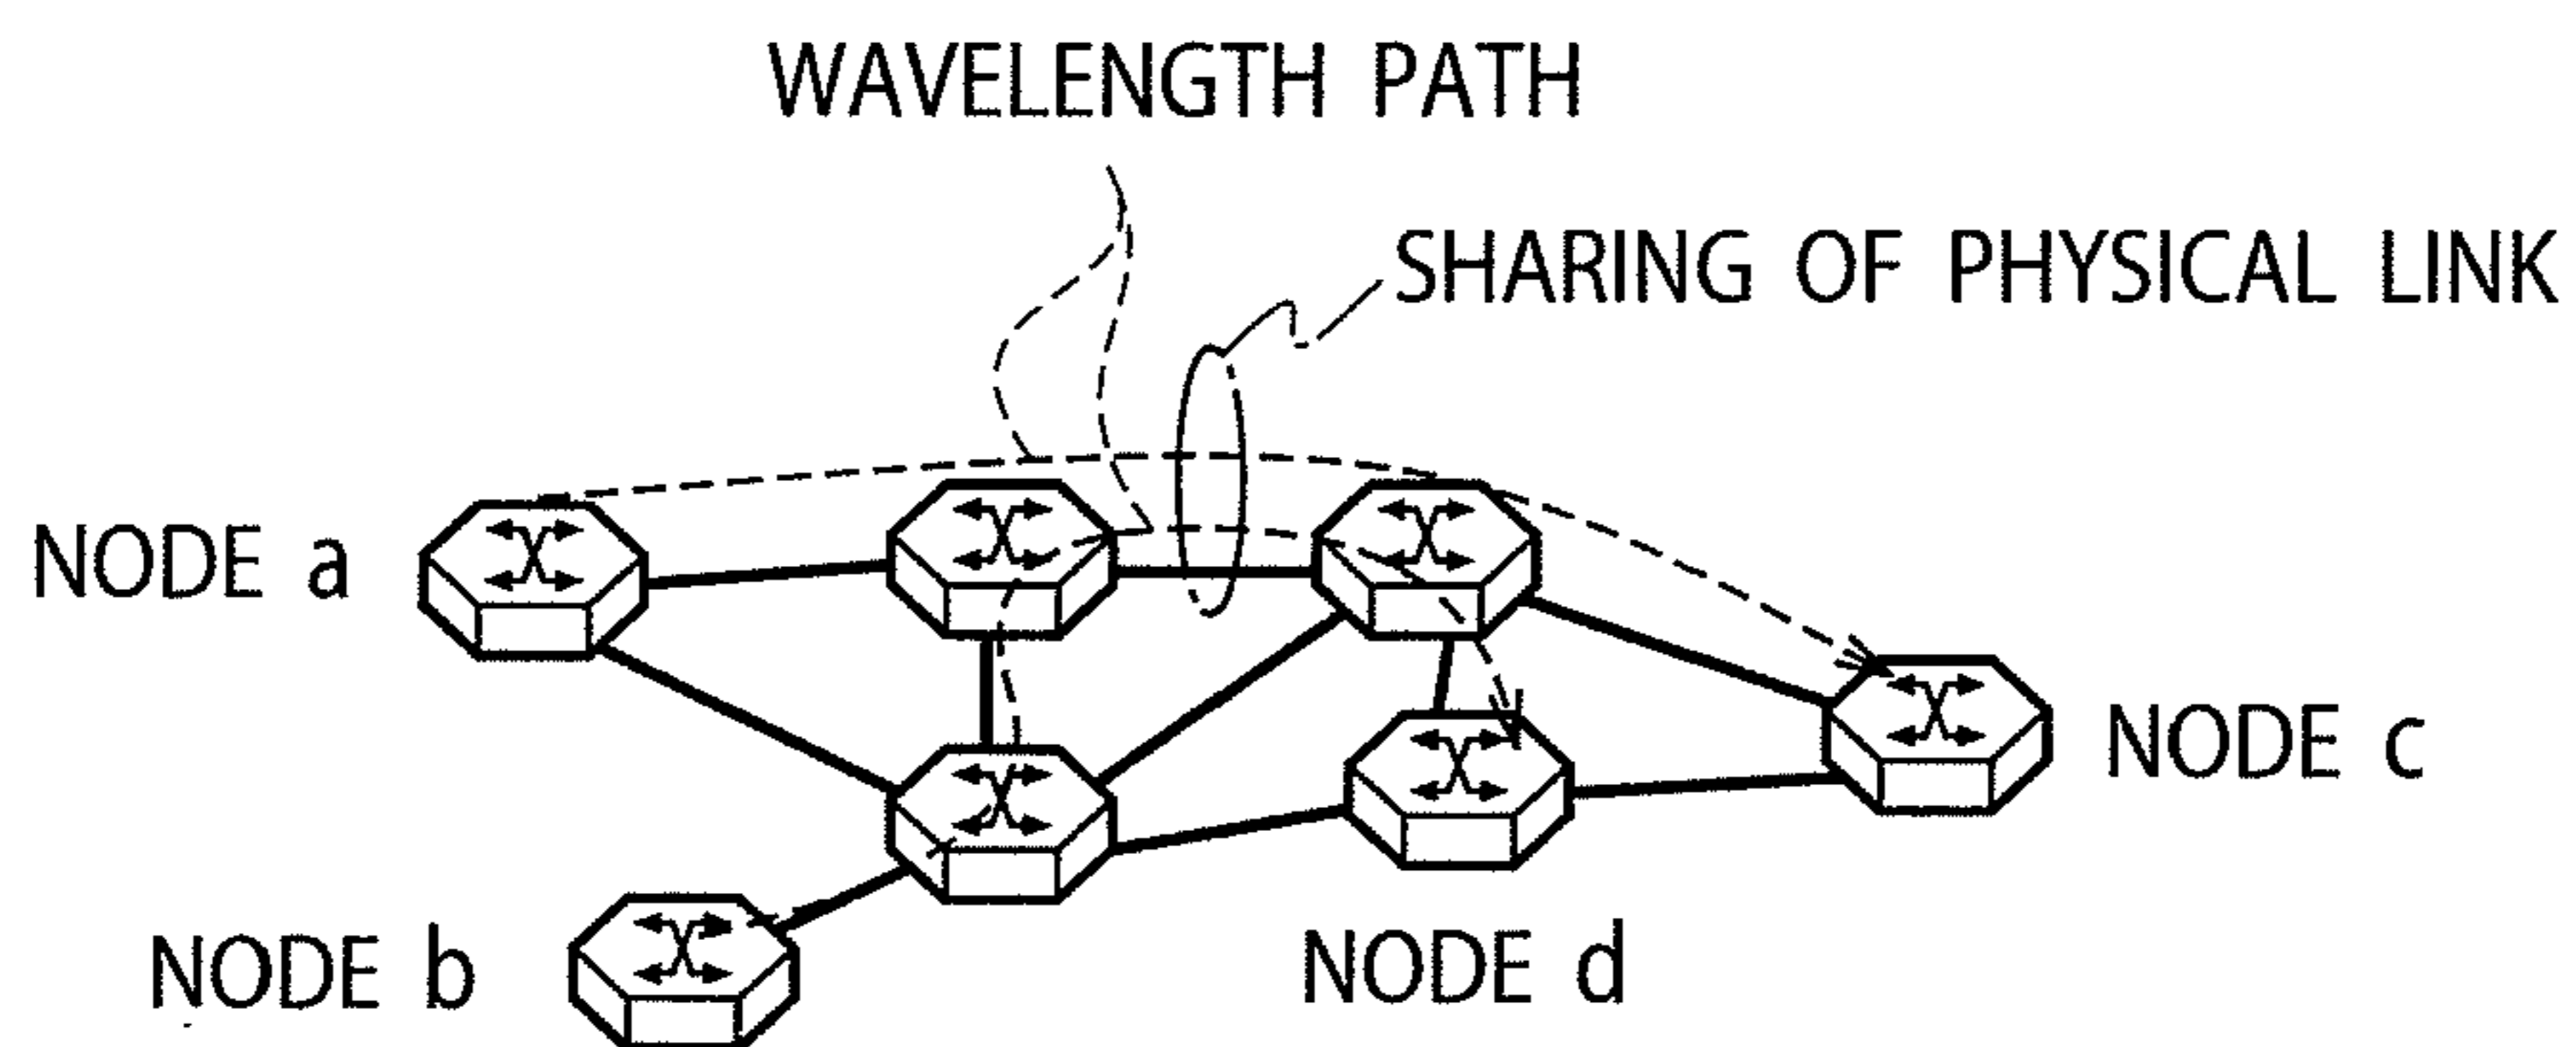 WAVELENGTH PATH
SHARING OF PHYSICAL LINK
NODE a
NODE c
NODE b
NODE d